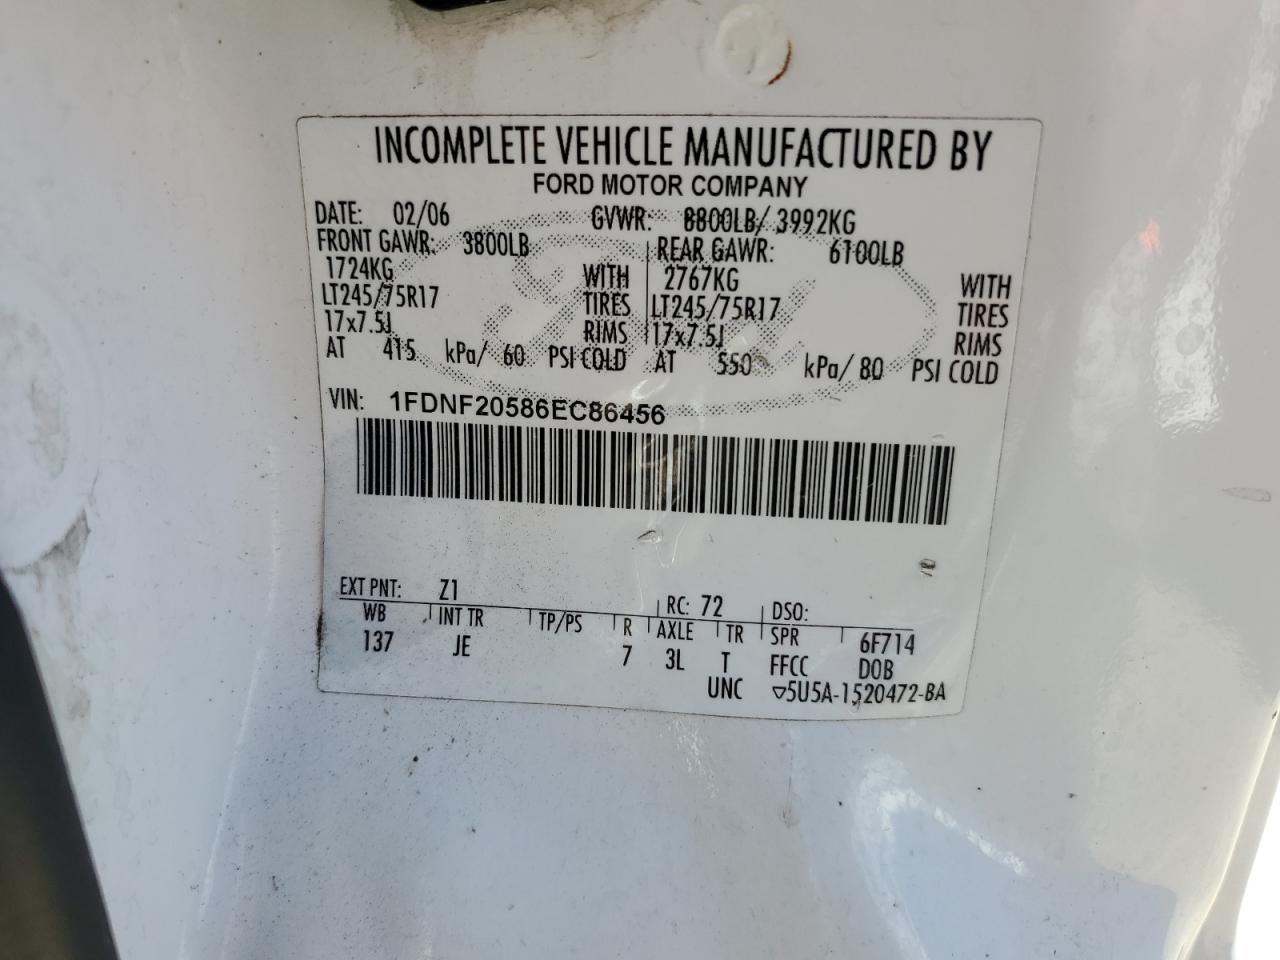 INCOMPLETE VEHICLE MANUFACTURED BY
FORD MOTOR COMPANY
DATE: 02/06 GVWR: 8800LB/ 3992KG
FRONT GAWR: 3800LB REAR GAWR: 6100LB
1724KG WITH 2767KG WITH
LT245/75R17 TIRES LT245/75R17 TIRES
17x7.5J RIMS 17x7.5J RIMS
AT 415 kPa/ 60 PSI COLD AT 550 kPa/ 80 PSI COLD
VIN: 1FDNF20586EC86456
EXT PNT: Z1 RC: 72 DSO:
WB INT TR TP/PS R AXLE TR SPR 6F714
137 JE 7 3L T FFCC DOB
UNC ▽5U5A-1520472-BA